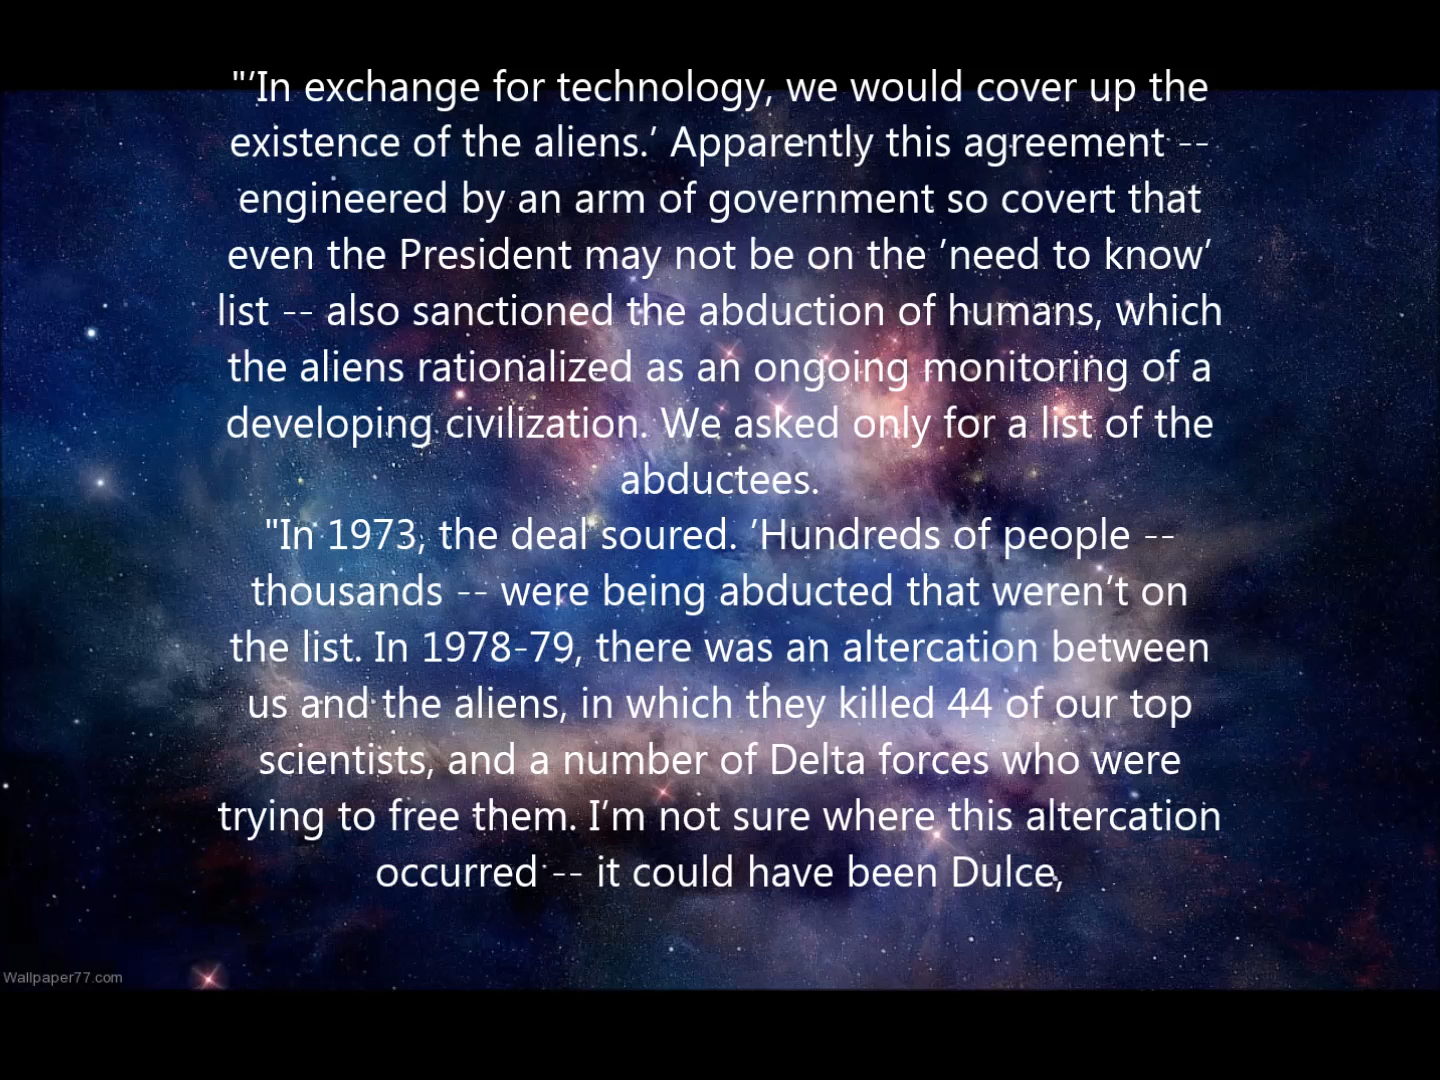 "'In exchange for technology, we would cover up the
existence of the aliens.' Apparently this agreement --
engineered by an arm of government so covert that
even the President may not be on the 'need to know'
list -- also sanctioned the abduction of humans, which
the aliens rationalized as an ongoing monitoring of a
developing civilization. We asked only for a list of the
abductees.
"In 1973, the deal soured. 'Hundreds of people --
thousands -- were being abducted that weren't on
the list. In 1978-79, there was an altercation between
us and the aliens, in which they killed 44 of our top
scientists, and a number of Delta forces who were
trying to free them. I'm not sure where this altercation
occurred -- it could have been Dulce,
Wallpaper77.com